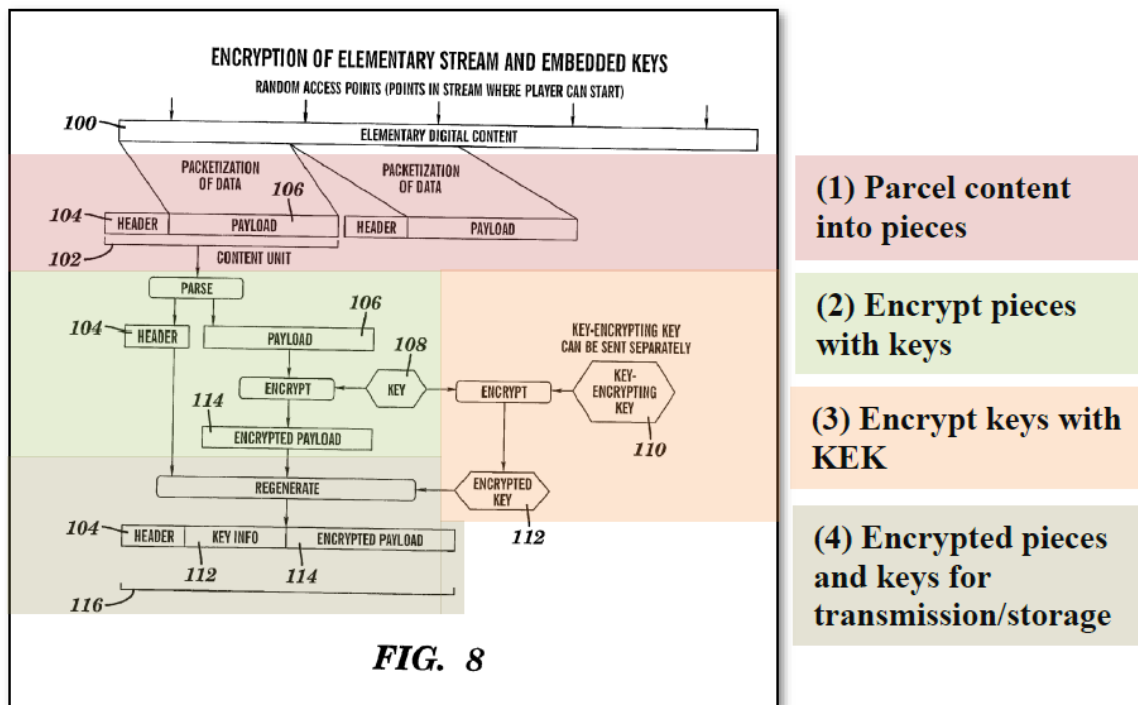 ENCRYPTION OF ELEMENTARY STREAM AND EMBEDDED KEYS
RANDOM ACCESS POINTS (POINTS IN STREAM WHERE PLAYER CAN START)
100
ELEMENTARY DIGITAL CONTENT
PACKETIZATION
OF DATA
PACKETIZATION
OF DATA
106
104
HEADER
PAYLOAD
HEADER
PAYLOAD
102
CONTENT UNIT
PARSE
104
HEADER
PAYLOAD
106
108
KEY-ENCRYPTING KEY
CAN BE SENT SEPARATELY
ENCRYPT
KEY
ENCRYPT
KEY-
ENCRYPTING
KEY
110
114
ENCRYPTED PAYLOAD
REGENERATE
ENCRYPTED
KEY
112
104
HEADER
KEY INFO
ENCRYPTED PAYLOAD
112
114
116
FIG. 8
(1) Parcel content
into pieces
(2) Encrypt pieces
with keys
(3) Encrypt keys with
KEK
(4) Encrypted pieces
and keys for
transmission/storage